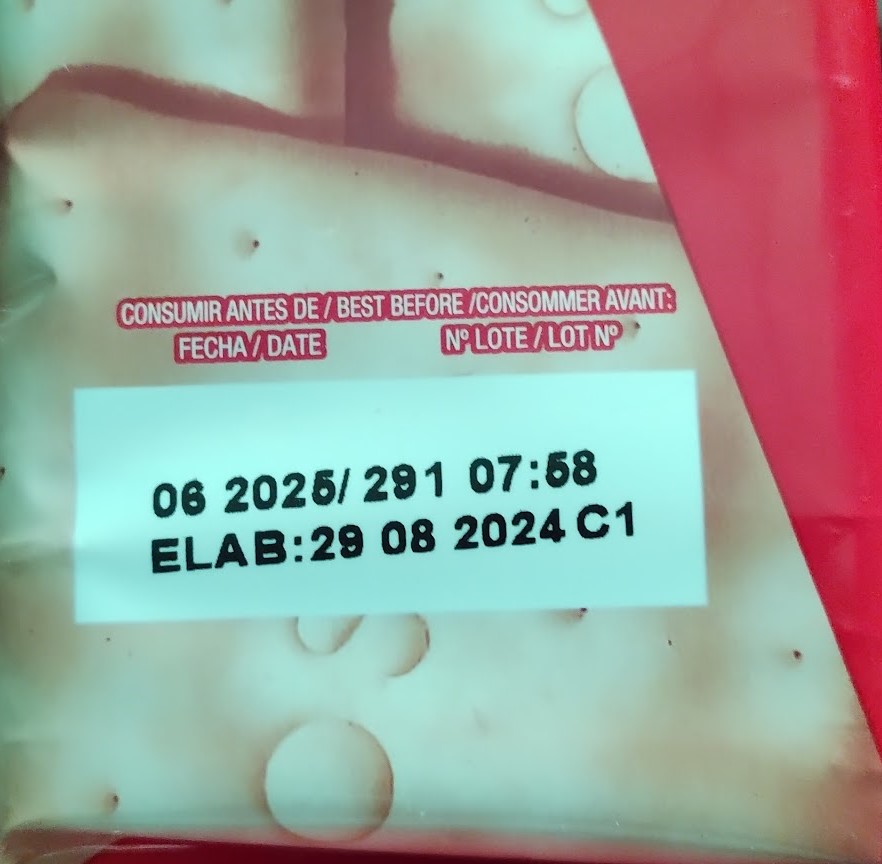 CONSUMIR ANTES DE / BEST BEFORE /CONSOMMER AVANT:
FECHA / DATE Nº LOTE / LOT Nº
06 2025/ 291 07:58
ELAB:29 08 2024 C1